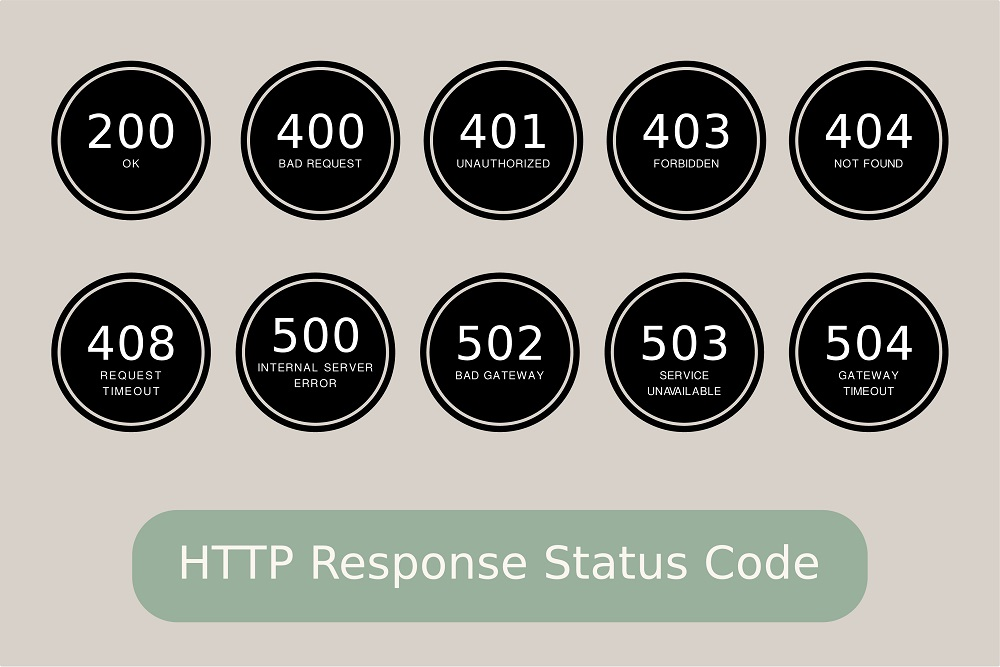 200
OK
400
BAD REQUEST
401
UNAUTHORIZED
403
FORBIDDEN
404
NOT FOUND
408
REQUEST
TIMEOUT
500
INTERNAL SERVER
ERROR
502
BAD GATEWAY
503
SERVICE
UNAVAILABLE
504
GATEWAY
TIMEOUT
HTTP Response Status Code